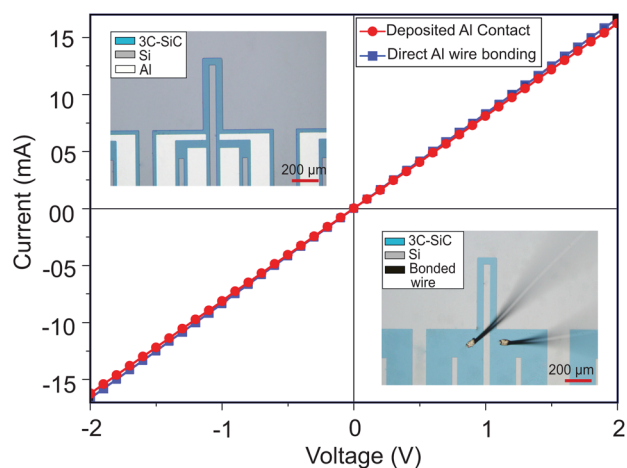 3C-SiC
Si
Al
200 µm
Deposited Al Contact
Direct Al wire bonding
15
10
05
00
-05
-10
-15
Current (mA)
3C-SiC
Si
Bonded
wire
200 µm
-2
-1
0
1
2
Voltage (V)